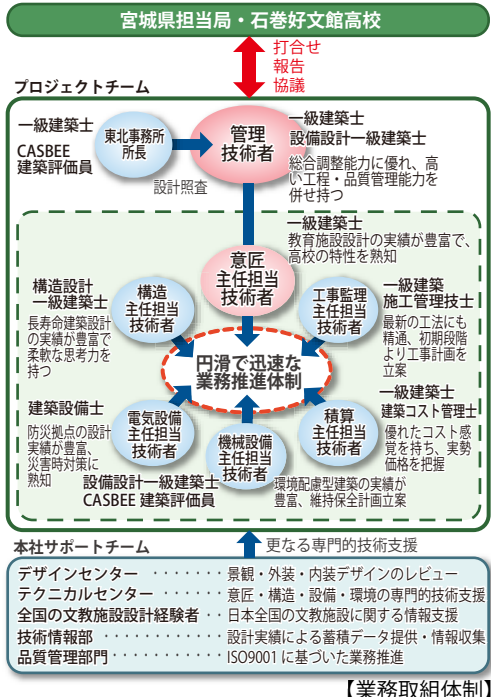 宮城県担当局・石巻好文館高校
打合せ
報告
協議
プロジェクトチーム
一級建築士
CASBEE
建築評価員
東北事務所
所長
設計照査
管理
技術者
一級建築士
設備設計一級建築士
総合調整能力に優れ、高
い工程・品質管理能力を
併せ持つ
一級建築士
教育施設設計の実績が豊富で、
高校の特性を熟知
意匠
主任担当
技術者
構造設計
一級建築士
長寿命建築設計
の実績が豊富で
柔軟な思考力を
持つ
構造
主任担当
技術者
工事監理
主任担当
技術者
一級建築
施工管理技士
最新の工法にも
精通、初期段階
より工事計画を
立案
円滑で迅速な
業務推進体制
建築設備士
防災拠点の設計
実績が豊富、
災害時対策に
熟知
電気設備
主任担当
技術者
機械設備
主任担当
技術者
積算
主任担当
技術者
一級建築士
建築コスト管理士
優れたコスト感
覚を持ち、実勢
価格を把握
設備設計一級建築士
CASBEE 建築評価員
環境配慮型建築の実績が
豊富、維持保全計画立案
本社サポートチーム
更なる専門的技術支援
デザインセンター ・・・・・・・景観・外装・内装デザインのレビュー
テクニカルセンター ・・・・・・意匠・構造・設備・環境の専門的技術支援
全国の文教施設設計経験者 ・・日本全国の文教施設に関する情報支援
技術情報部 ・・・・・・・・・・・・設計実績による蓄積データ提供・情報収集
品質管理部門・・・・・・・・・・・ISO9001 に基づいた業務推進
【業務取組体制】